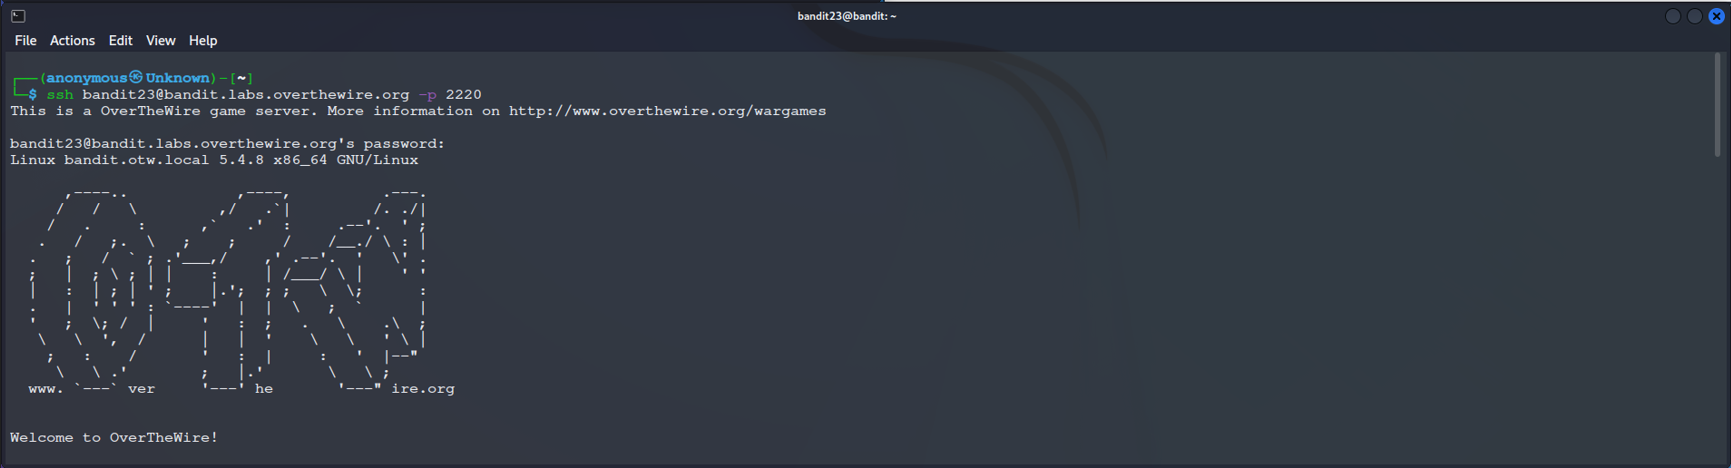 bandit23@bandit: ~
File Actions Edit View Help
┌──(anonymous㉿Unknown)-[~]
└─$ ssh bandit23@bandit.labs.overthewire.org -p 2220
This is a OverTheWire game server. More information on http://www.overthewire.org/wargames
bandit23@bandit.labs.overthewire.org's password:
Linux bandit.otw.local 5.4.8 x86_64 GNU/Linux
www. `---` ver '---' he '---" ire.org
Welcome to OverTheWire!